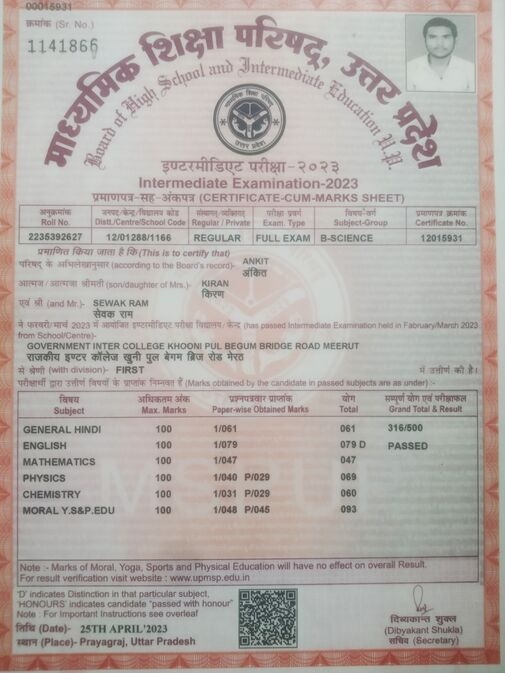 00015931
क्रमांक (Sr. No.)
1141866
माध्यमिक शिक्षा परिषद्, उत्तर प्रदेश
Board of High School and Intermediate Education U.P.
इण्टरमीडिएट परीक्षा-२०२३
Intermediate Examination-2023
प्रमाणपत्र-सह-अंकपत्र (CERTIFICATE-CUM-MARKS SHEET)
अनुक्रमांक जनपद/केन्द्र/विद्यालय कोड संस्थागत/व्यक्तिगत परीक्षा प्रवर्ग विषय-वर्ग प्रमाणपत्र क्रमांक
Roll No. Distt./Centre/School Code Regular / Private Exam. Type Subject-Group Certificate No.
2235392627 12/01288/1166 REGULAR FULL EXAM B-SCIENCE 12015931
प्रमाणित किया जाता है कि (This is to certify that)
परिषद् के अभिलेखानुसार (according to the Board's record)- ANKIT
अंकित
आत्मज/आत्मजा श्रीमती (son/daughter of Mrs.)- KIRAN
किरण
एवं श्री (and Mr.)- SEWAK RAM
सेवक राम
ने फरवरी/मार्च 2023 में आयोजित इण्टरमीडिएट परीक्षा विद्यालय/केन्द्र (has passed Intermediate Examination held in Fabruary/March 2023
from School/Centre)-
GOVERNMENT INTER COLLEGE KHOONI PUL BEGUM BRIDGE ROAD MEERUT
राजकीय इण्टर कॉलेज खुनी पुल बेगम ब्रिज रोड मेरठ
से श्रेणी (with division)- FIRST में उत्तीर्ण की है।
परीक्षार्थी द्वारा उत्तीर्ण विषयों के प्राप्तांक निम्नवत हैं (Marks obtained by the candidate in passed subjects are as under) :-
विषय अधिकतम अंक प्रश्नपत्रवार प्राप्तांक योग सम्पूर्ण योग एवं परीक्षाफल
Subject Max. Marks Paper-wise Obtained Marks Total Grand Total & Result
GENERAL HINDI 100 1/061 061 316/500
ENGLISH 100 1/079 079 D PASSED
MATHEMATICS 100 1/047 047
PHYSICS 100 1/040 P/029 069
CHEMISTRY 100 1/031 P/029 060
MORAL Y.S&P.EDU 100 1/048 P/045 093
Note :- Marks of Moral, Yoga, Sports and Physical Education will have no effect on overall Result.
For result verification visit website : www.upmsp.edu.in
'D' indicates Distinction in that particular subject,
'HONOURS' indicates candidate "passed with honour"
Note : For Important Instructions see overleaf
तिथि (Date)- 25TH APRIL'2023
स्थान (Place)- Prayagraj, Uttar Pradesh
दिव्यकान्त शुक्ल
(Dibyakant Shukla)
सचिव (Secretary)